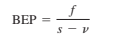 BEP = f / (s − v)